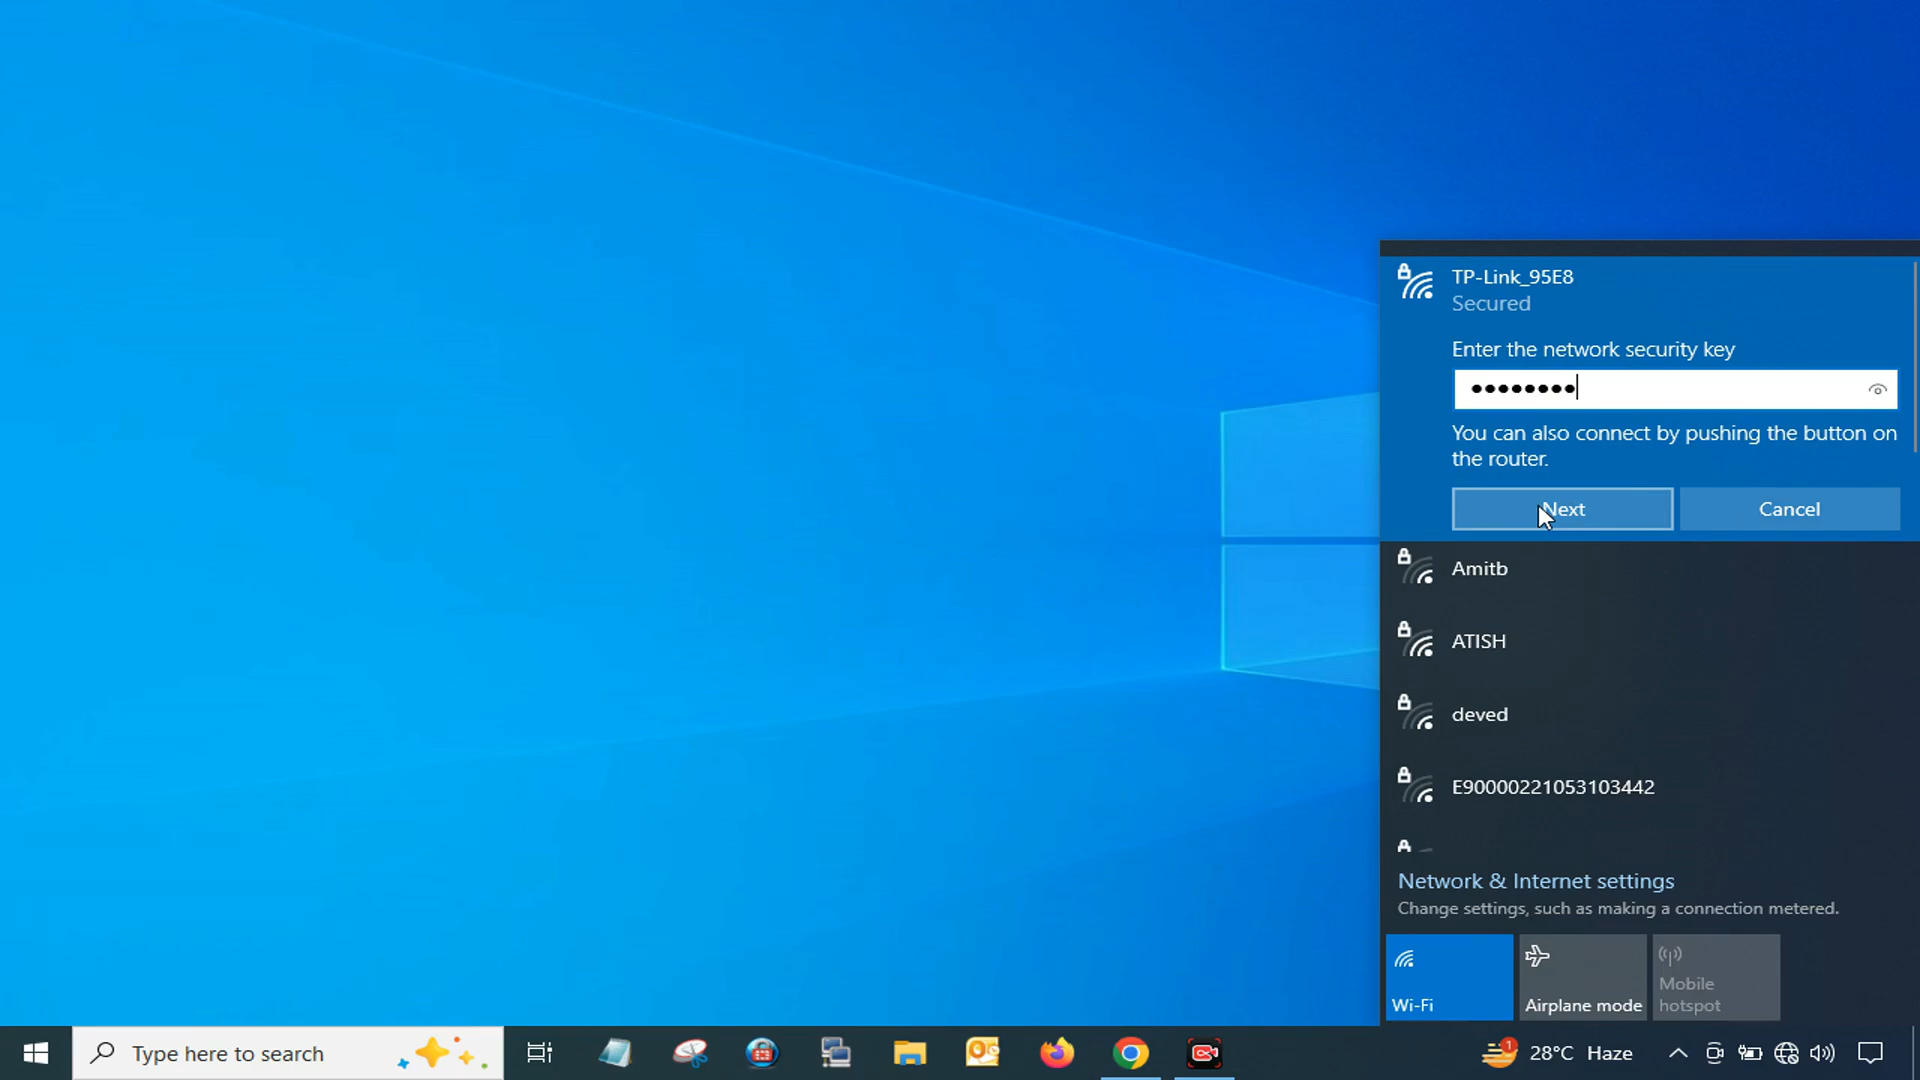 TP-Link_95E8
Secured
Enter the network security key
••••••••
You can also connect by pushing the button on
the router.
Next
Cancel
Amitb
ATISH
deved
E90000221053103442
Network & Internet settings
Change settings, such as making a connection metered.
Wi-Fi
Airplane mode
Mobile
hotspot
Type here to search
1
28°C Haze